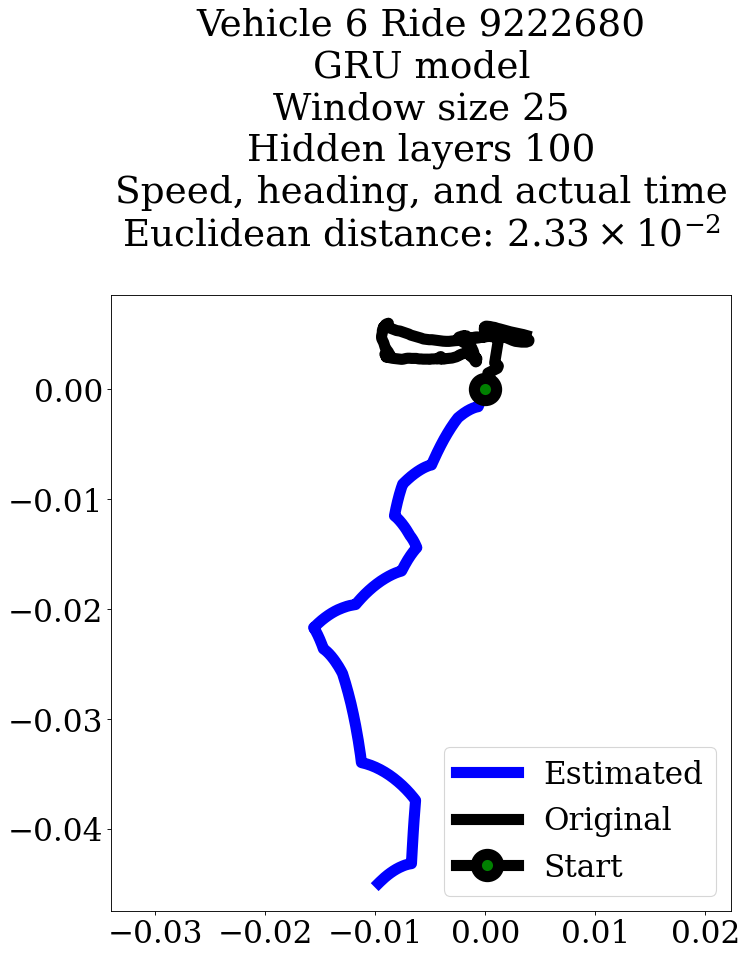 Vehicle 6 Ride 9222680
GRU model
Window size 25
Hidden layers 100
Speed, heading, and actual time
Euclidean distance: 2.33 × 10⁻²
0.00
−0.01
−0.02
−0.03
−0.04
Estimated
Original
Start
−0.03 −0.02 −0.01 0.00 0.01 0.02